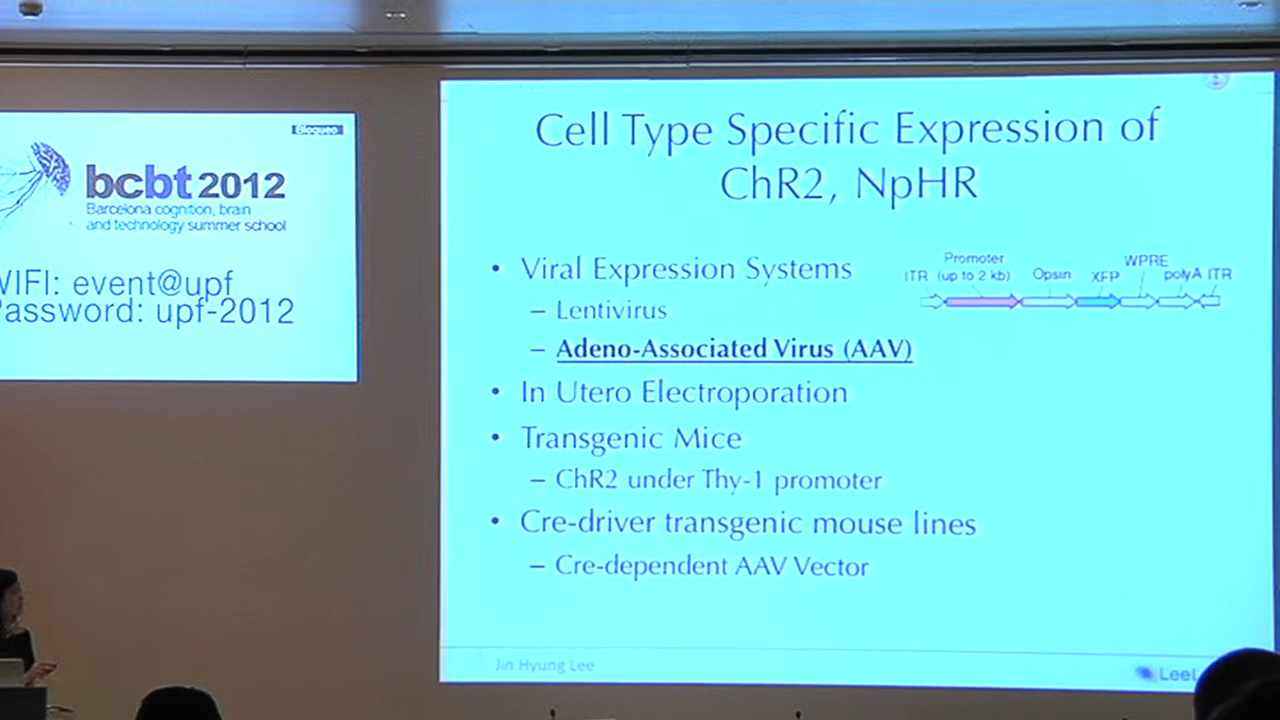 Bloqueo
bcbt 2012
Barcelona cognition, brain
and technology summer school
WIFI: event@upf
Password: upf-2012
Cell Type Specific Expression of
ChR2, NpHR
• Viral Expression Systems
– Lentivirus
– Adeno-Associated Virus (AAV)
• In Utero Electroporation
• Transgenic Mice
– ChR2 under Thy-1 promoter
• Cre-driver transgenic mouse lines
– Cre-dependent AAV Vector
Promoter WPRE
ITR (up to 2 kb) Opsin XFP polyA ITR
Jin Hyung Lee
Lee